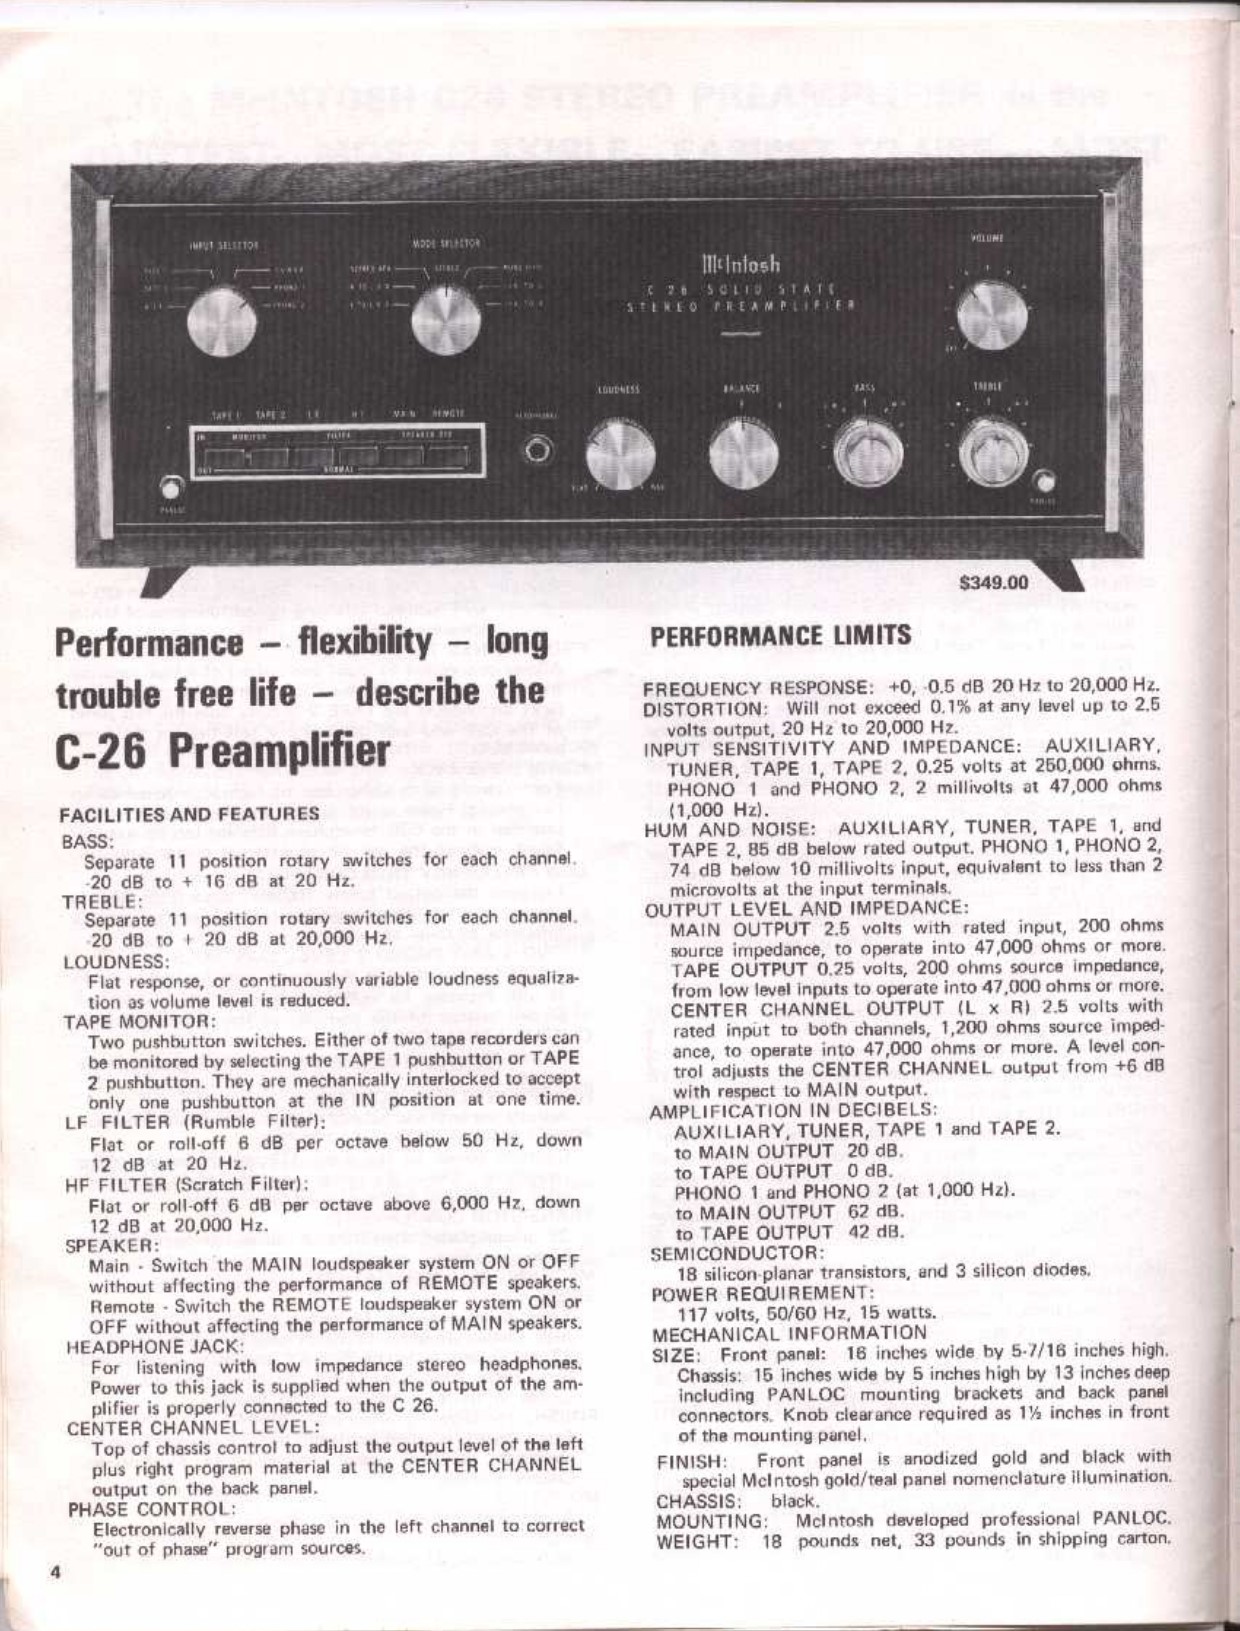 INPUT SELECTOR
MODE SELECTOR
VOLUME
McIntosh
C 26 SOLID STATE
STEREO PREAMPLIFIER
LOUDNESS
BALANCE
BASS
TREBLE
TAPE 1 TAPE 2 LF HF MAIN REMOTE
IN MONITOR FILTER
OUT NORMAL
PANLOC
$349.00
Performance – flexibility – long
trouble free life – describe the
C-26 Preamplifier
FACILITIES AND FEATURES
BASS:
Separate 11 position rotary switches for each channel.
-20 dB to + 16 dB at 20 Hz.
TREBLE:
Separate 11 position rotary switches for each channel.
-20 dB to + 20 dB at 20,000 Hz.
LOUDNESS:
Flat response, or continuously variable loudness equaliza-
tion as volume level is reduced.
TAPE MONITOR:
Two pushbutton switches. Either of two tape recorders can
be monitored by selecting the TAPE 1 pushbutton or TAPE
2 pushbutton. They are mechanically interlocked to accept
only one pushbutton at the IN position at one time.
LF FILTER (Rumble Filter):
Flat or roll-off 6 dB per octave below 50 Hz, down
12 dB at 20 Hz.
HF FILTER (Scratch Filter):
Flat or roll-off 6 dB per octave above 6,000 Hz, down
12 dB at 20,000 Hz.
SPEAKER:
Main - Switch the MAIN loudspeaker system ON or OFF
without affecting the performance of REMOTE speakers.
Remote - Switch the REMOTE loudspeaker system ON or
OFF without affecting the performance of MAIN speakers.
HEADPHONE JACK:
For listening with low impedance stereo headphones.
Power to this jack is supplied when the output of the am-
plifier is properly connected to the C 26.
CENTER CHANNEL LEVEL:
Top of chassis control to adjust the output level of the left
plus right program material at the CENTER CHANNEL
output on the back panel.
PHASE CONTROL:
Electronically reverse phase in the left channel to correct
"out of phase" program sources.
4
PERFORMANCE LIMITS
FREQUENCY RESPONSE: +0, -0.5 dB 20 Hz to 20,000 Hz.
DISTORTION: Will not exceed 0.1% at any level up to 2.5
volts output, 20 Hz to 20,000 Hz.
INPUT SENSITIVITY AND IMPEDANCE: AUXILIARY,
TUNER, TAPE 1, TAPE 2, 0.25 volts at 250,000 ohms.
PHONO 1 and PHONO 2, 2 millivolts at 47,000 ohms
(1,000 Hz).
HUM AND NOISE: AUXILIARY, TUNER, TAPE 1, and
TAPE 2, 85 dB below rated output. PHONO 1, PHONO 2,
74 dB below 10 millivolts input, equivalent to less than 2
microvolts at the input terminals.
OUTPUT LEVEL AND IMPEDANCE:
MAIN OUTPUT 2.5 volts with rated input, 200 ohms
source impedance, to operate into 47,000 ohms or more.
TAPE OUTPUT 0.25 volts, 200 ohms source impedance,
from low level inputs to operate into 47,000 ohms or more.
CENTER CHANNEL OUTPUT (L x R) 2.5 volts with
rated input to both channels, 1,200 ohms source imped-
ance, to operate into 47,000 ohms or more. A level con-
trol adjusts the CENTER CHANNEL output from +6 dB
with respect to MAIN output.
AMPLIFICATION IN DECIBELS:
AUXILIARY, TUNER, TAPE 1 and TAPE 2.
to MAIN OUTPUT 20 dB.
to TAPE OUTPUT 0 dB.
PHONO 1 and PHONO 2 (at 1,000 Hz).
to MAIN OUTPUT 62 dB.
to TAPE OUTPUT 42 dB.
SEMICONDUCTOR:
18 silicon-planar transistors, and 3 silicon diodes.
POWER REQUIREMENT:
117 volts, 50/60 Hz, 15 watts.
MECHANICAL INFORMATION
SIZE: Front panel: 16 inches wide by 5-7/16 inches high.
Chassis: 15 inches wide by 5 inches high by 13 inches deep
including PANLOC mounting brackets and back panel
connectors. Knob clearance required as 1½ inches in front
of the mounting panel.
FINISH: Front panel is anodized gold and black with
special McIntosh gold/teal panel nomenclature illumination.
CHASSIS: black.
MOUNTING: McIntosh developed professional PANLOC.
WEIGHT: 18 pounds net, 33 pounds in shipping carton.